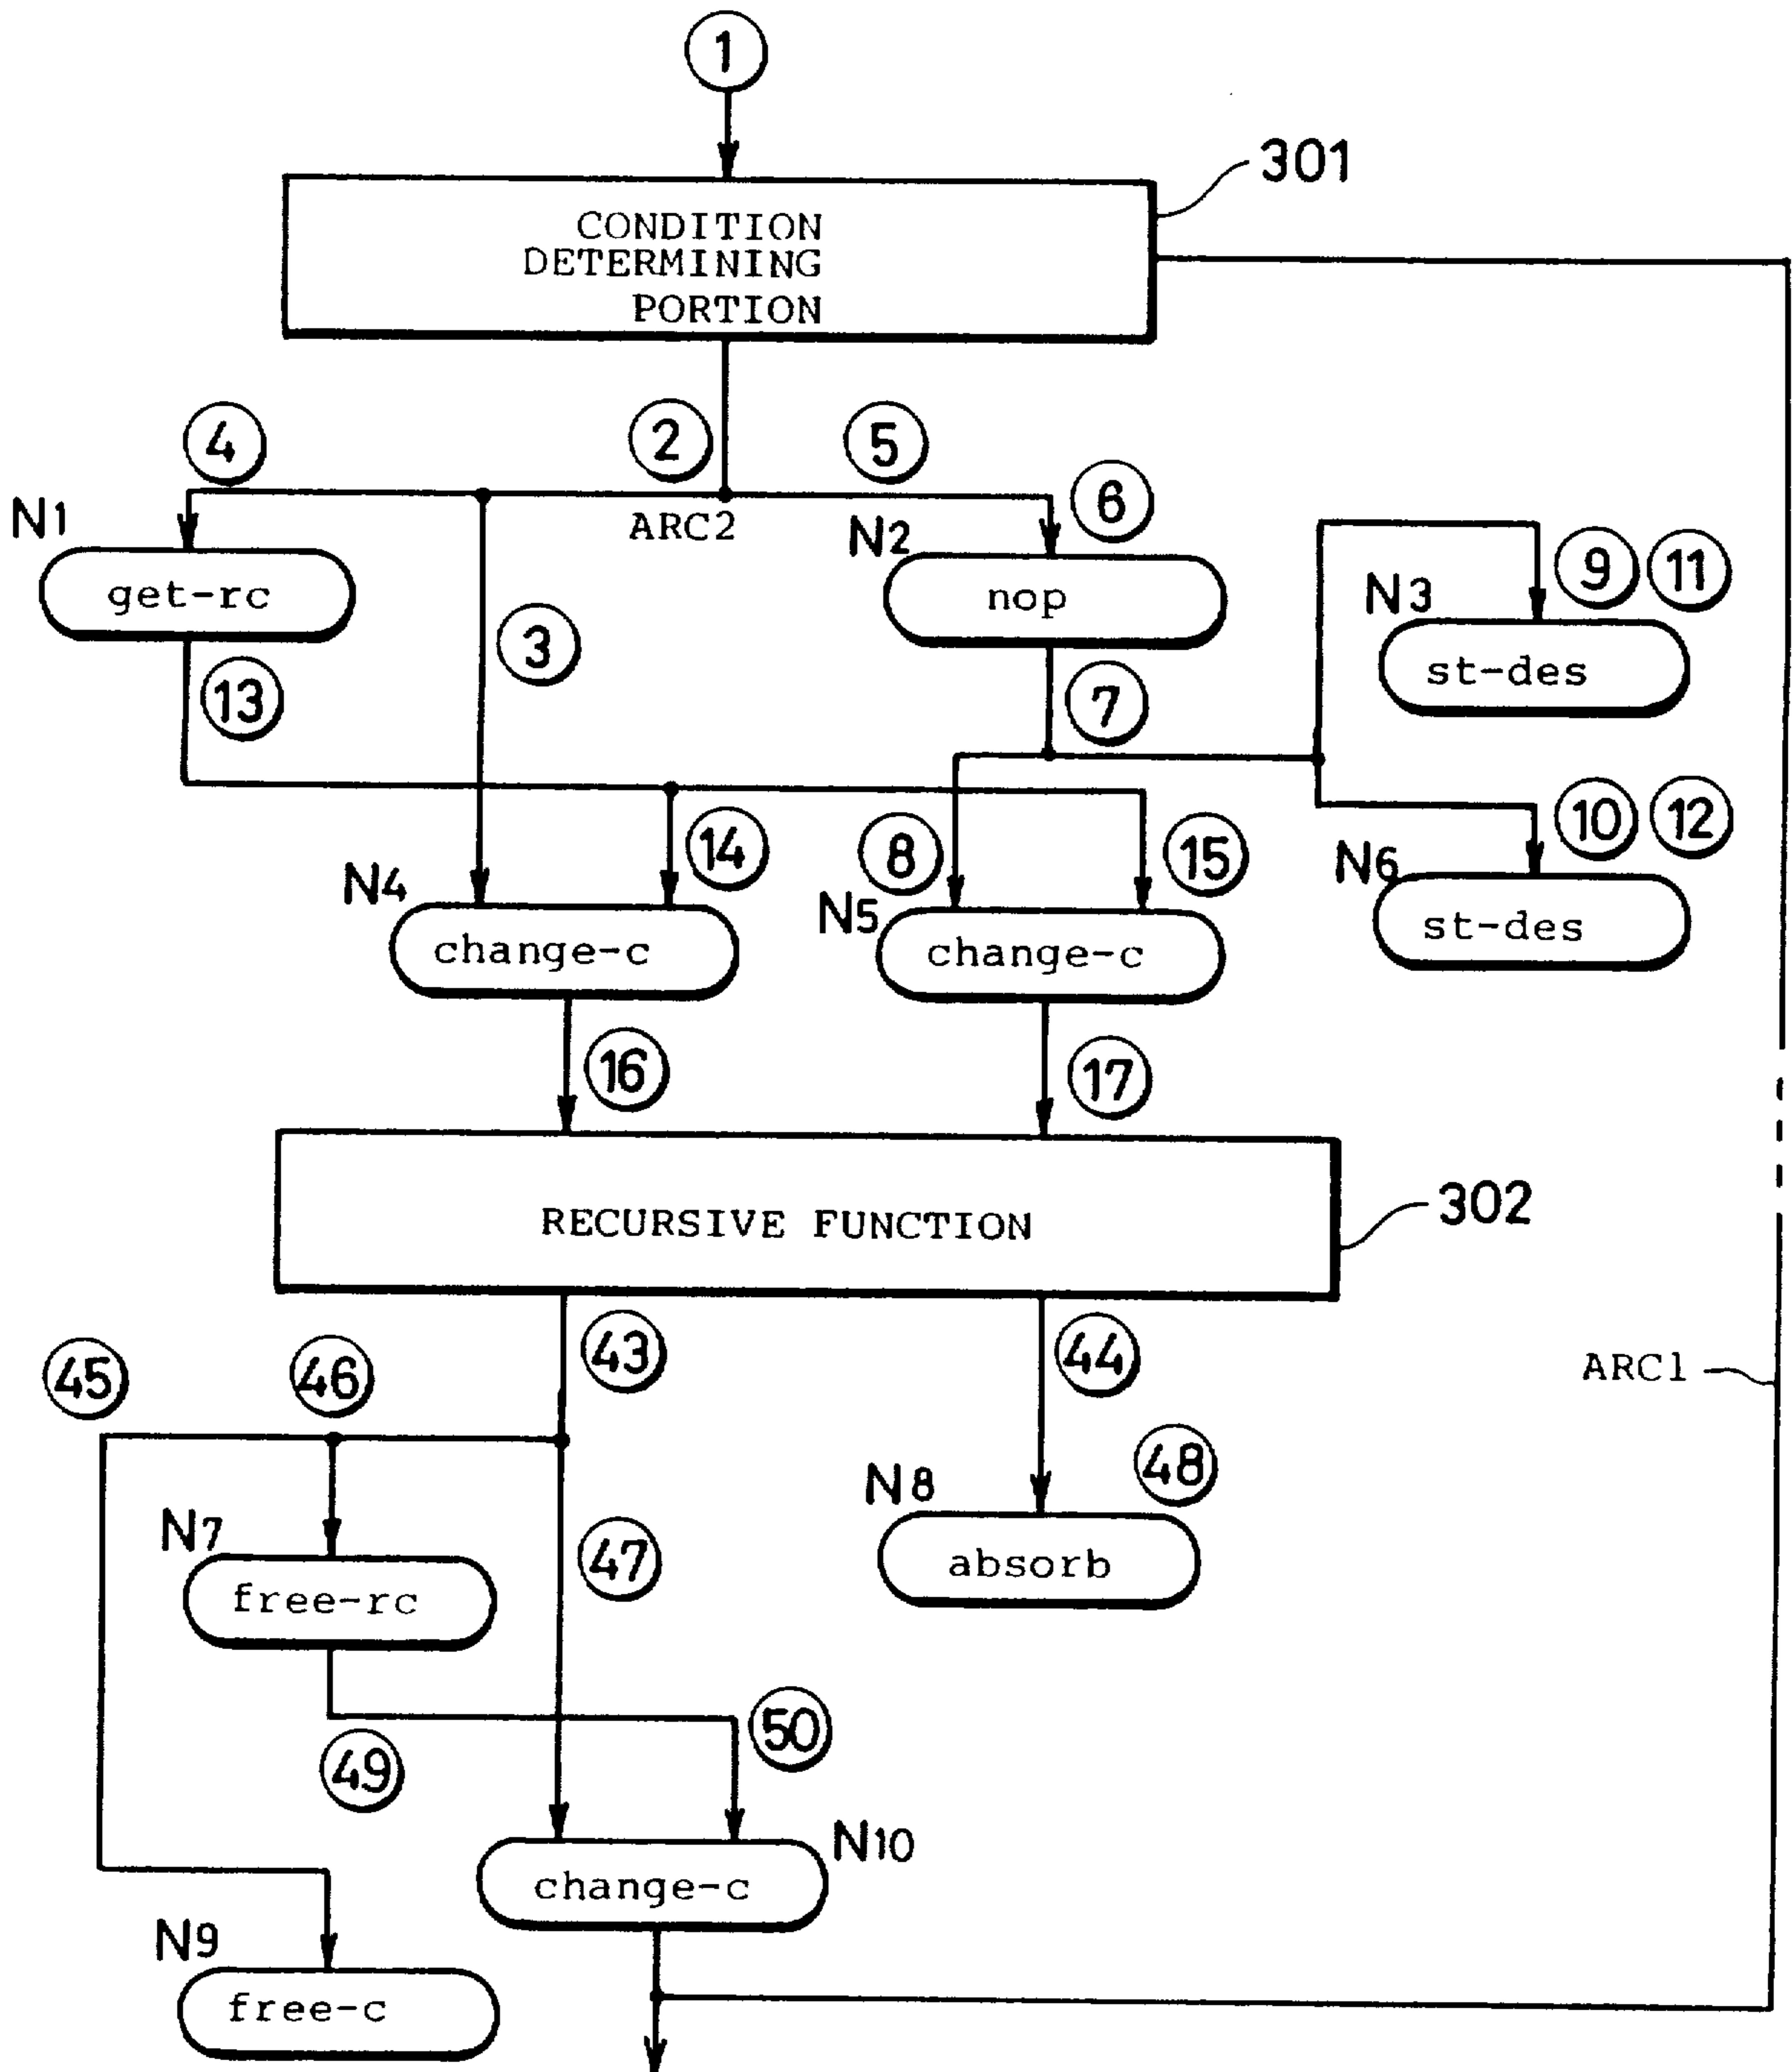 1
301
CONDITION
DETERMINING
PORTION
4
2
5
6
N1
ARC2
N2
9
11
get-rc
nop
N3
3
st-des
13
7
14
8
15
10
12
N4
N5
N6
change-c
change-c
st-des
16
17
RECURSIVE FUNCTION
302
45
46
43
44
ARC1
48
N7
47
N8
free-rc
absorb
49
50
N10
change-c
N9
free-c